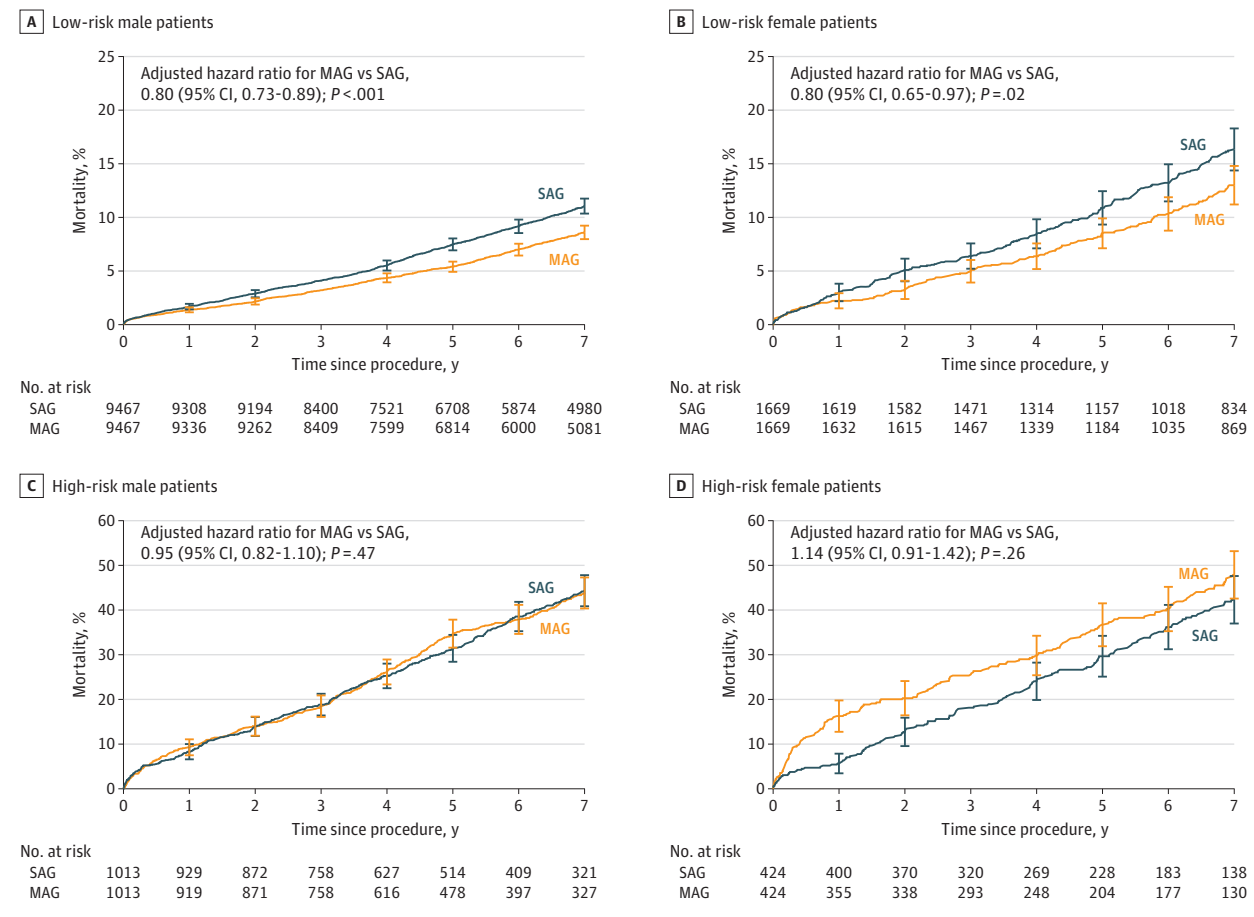 A Low-risk male patients
25
20
15
10
5
0
Mortality, %
Adjusted hazard ratio for MAG vs SAG,
0.80 (95% CI, 0.73-0.89); P <.001
SAG
MAG
0 1 2 3 4 5 6 7
Time since procedure, y
No. at risk
SAG 9467 9308 9194 8400 7521 6708 5874 4980
MAG 9467 9336 9262 8409 7599 6814 6000 5081
B Low-risk female patients
25
20
15
10
5
0
Mortality, %
Adjusted hazard ratio for MAG vs SAG,
0.80 (95% CI, 0.65-0.97); P =.02
SAG
MAG
0 1 2 3 4 5 6 7
Time since procedure, y
No. at risk
SAG 1669 1619 1582 1471 1314 1157 1018 834
MAG 1669 1632 1615 1467 1339 1184 1035 869
C High-risk male patients
60
50
40
30
20
10
0
Mortality, %
Adjusted hazard ratio for MAG vs SAG,
0.95 (95% CI, 0.82-1.10); P =.47
SAG
MAG
0 1 2 3 4 5 6 7
Time since procedure, y
No. at risk
SAG 1013 929 872 758 627 514 409 321
MAG 1013 919 871 758 616 478 397 327
D High-risk female patients
60
50
40
30
20
10
0
Mortality, %
Adjusted hazard ratio for MAG vs SAG,
1.14 (95% CI, 0.91-1.42); P =.26
MAG
SAG
0 1 2 3 4 5 6 7
Time since procedure, y
No. at risk
SAG 424 400 370 320 269 228 183 138
MAG 424 355 338 293 248 204 177 130